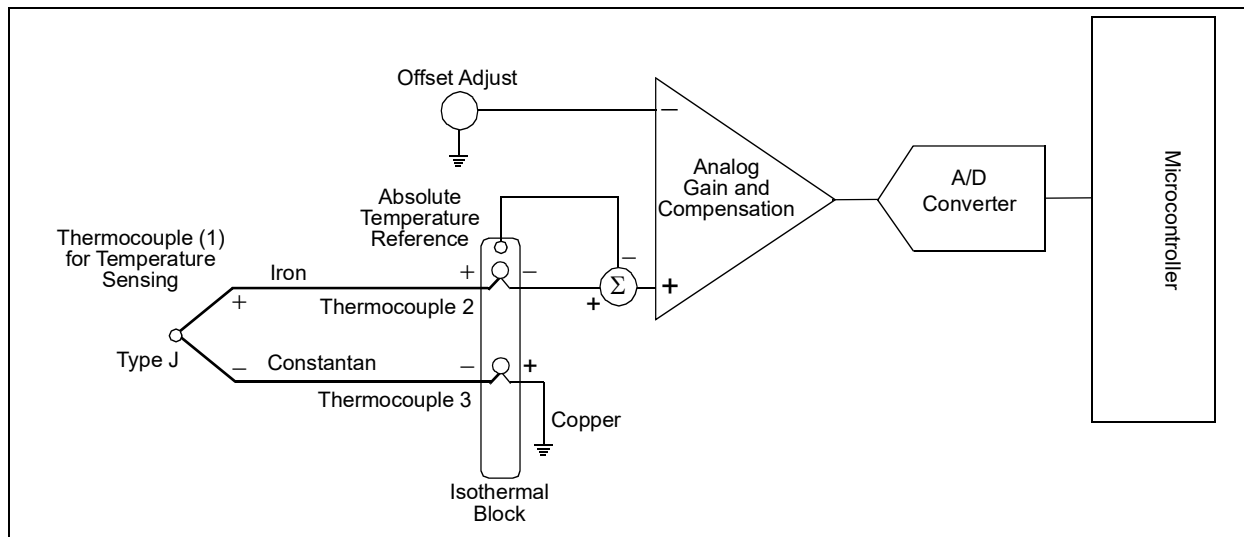 Offset Adjust
−
Analog
Gain and
Compensation
+
A/D
Converter
Microcontroller
Absolute
Temperature
Reference
−
Σ
+
Thermocouple (1)
for Temperature
Sensing
Iron
+ −
+
Thermocouple 2
Type J
− Constantan − +
Thermocouple 3
Copper
Isothermal
Block